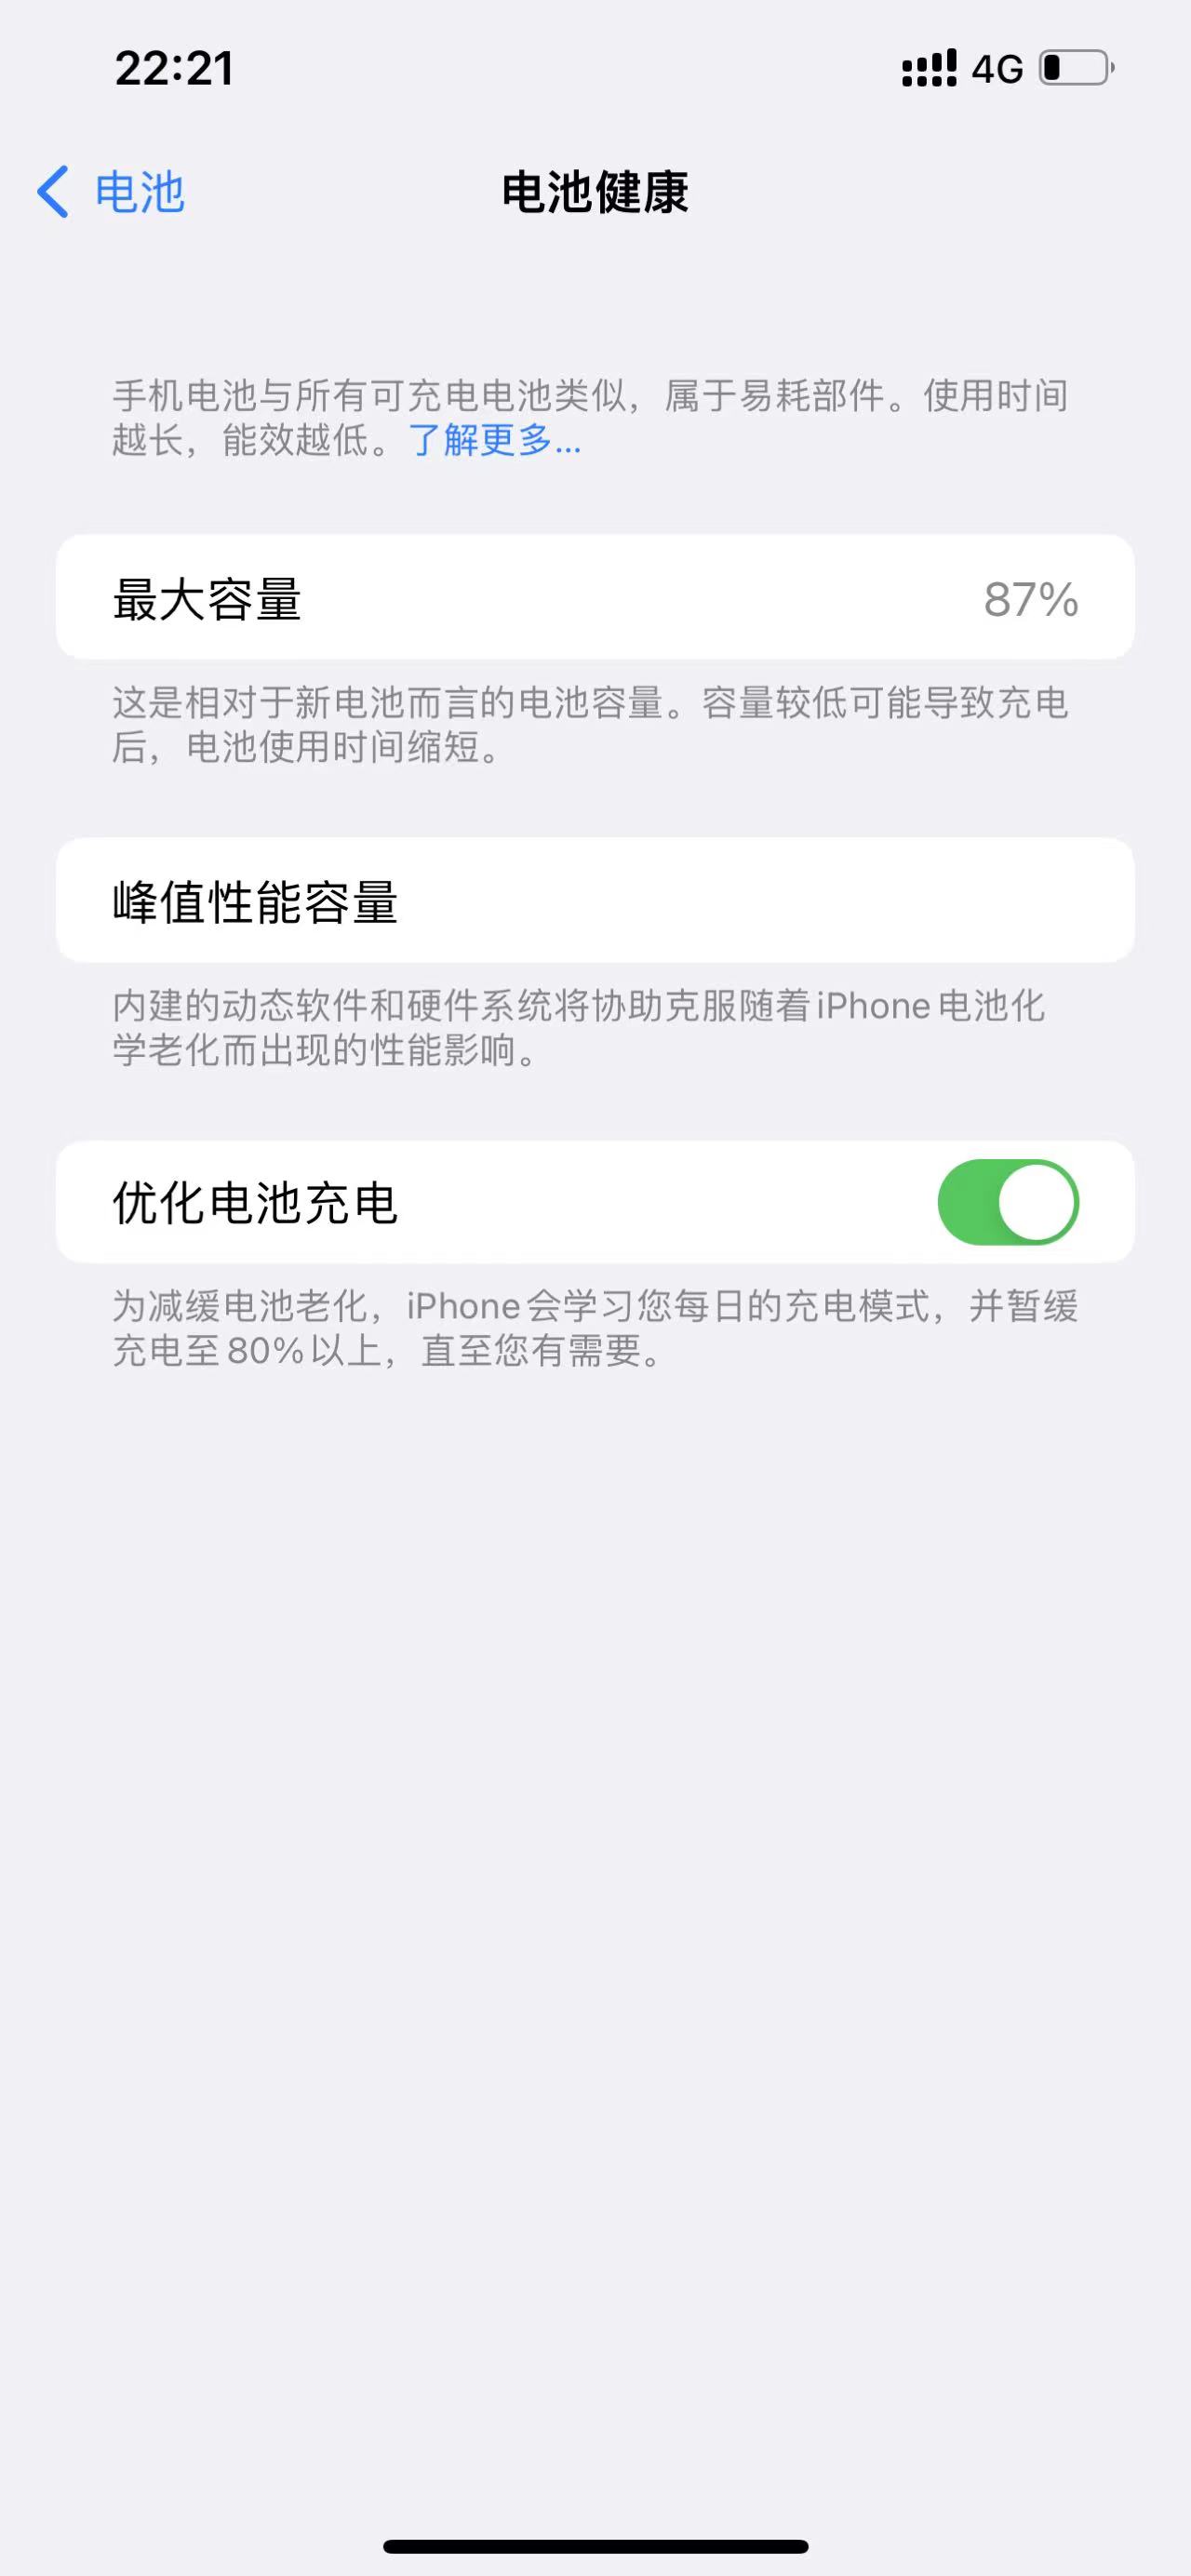 22:21
4G
电池
电池健康
手机电池与所有可充电电池类似，属于易耗部件。使用时间
越长，能效越低。了解更多...
最大容量
87%
这是相对于新电池而言的电池容量。容量较低可能导致充电
后，电池使用时间缩短。
峰值性能容量
内建的动态软件和硬件系统将协助克服随着iPhone电池化
学老化而出现的性能影响。
优化电池充电
为减缓电池老化，iPhone会学习您每日的充电模式，并暂缓
充电至80%以上，直至您有需要。